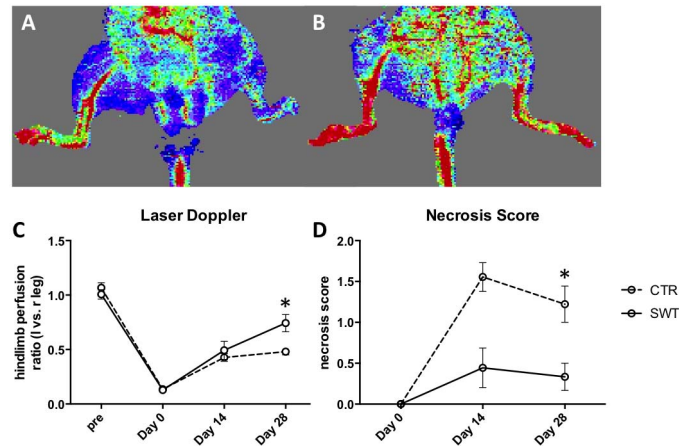 A
B
Laser Doppler
Necrosis Score
C
D
hindlimb perfusion
ratio (l vs. r leg)
1.5
1.0
0.5
0.0
*
pre
Day 0
Day 14
Day 28
necrosis score
2.0
1.5
1.0
0.5
0.0
*
Day 0
Day 14
Day 28
CTR
SWT